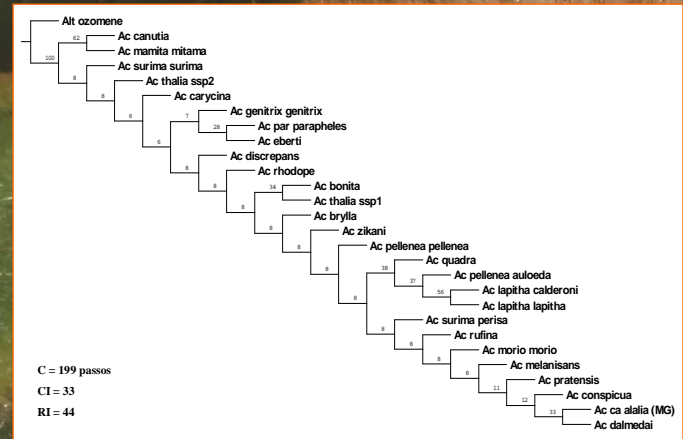 Alt ozomene
Ac canutia
62
Ac mamita mitama
100
Ac surima surima
8
Ac thalia ssp2
8
Ac carycina
6
Ac genitrix genitrix
7
Ac par parapheles
28
Ac eberti
6
Ac discrepans
8
Ac rhodope
8
Ac bonita
34
Ac thalia ssp1
8
Ac brylla
8
Ac zikani
8
Ac pellenea pellenea
8
Ac quadra
38
Ac pellenea auloeda
37
Ac lapitha calderoni
56
Ac lapitha lapitha
8
Ac surima perisa
8
Ac rufina
8
Ac morio morio
8
Ac melanisans
8
Ac pratensis
11
Ac conspicua
12
Ac ca alalia (MG)
33
Ac dalmedai
C = 199 passos
CI = 33
RI = 44